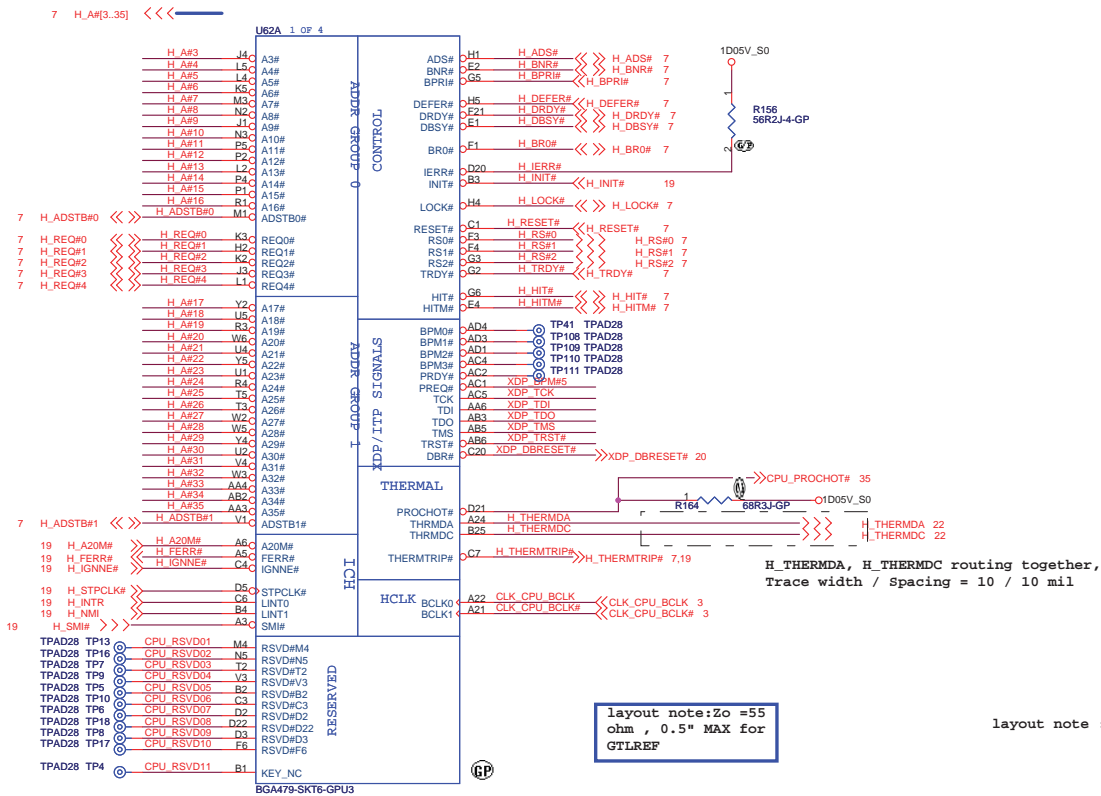 7 H_A#[3..35]
U62A 1 OF 4
H_A#3 J4 A3#
H_A#4 L5 A4#
H_A#5 L4 A5#
H_A#6 K5 A6#
H_A#7 M3 A7#
H_A#8 N2 A8#
H_A#9 J1 A9#
H_A#10 N3 A10#
H_A#11 P5 A11#
H_A#12 P2 A12#
H_A#13 L2 A13#
H_A#14 P4 A14#
H_A#15 P1 A15#
H_A#16 R1 A16#
7 H_ADSTB#0 H_ADSTB#0 M1 ADSTB0#
7 H_REQ#0 H_REQ#0 K3 REQ0#
7 H_REQ#1 H_REQ#1 H2 REQ1#
7 H_REQ#2 H_REQ#2 K2 REQ2#
7 H_REQ#3 H_REQ#3 J3 REQ3#
7 H_REQ#4 H_REQ#4 L1 REQ4#
ADDR GROUP 0
H_A#17 Y2 A17#
H_A#18 U5 A18#
H_A#19 R3 A19#
H_A#20 W6 A20#
H_A#21 U4 A21#
H_A#22 Y5 A22#
H_A#23 U1 A23#
H_A#24 R4 A24#
H_A#25 T5 A25#
H_A#26 T3 A26#
H_A#27 W2 A27#
H_A#28 W5 A28#
H_A#29 Y4 A29#
H_A#30 U2 A30#
H_A#31 V4 A31#
H_A#32 W3 A32#
H_A#33 AA4 A33#
H_A#34 AB2 A34#
H_A#35 AA3 A35#
7 H_ADSTB#1 H_ADSTB#1 V1 ADSTB1#
ADDR GROUP 1
19 H_A20M# H_A20M# A6 A20M#
19 H_FERR# H_FERR# A5 FERR#
19 H_IGNNE# H_IGNNE# C4 IGNNE#
19 H_STPCLK# D5 STPCLK#
19 H_INTR C6 LINT0
19 H_NMI B4 LINT1
19 H_SMI# A3 SMI#
ICH
TPAD28 TP13 CPU_RSVD01 M4 RSVD#M4
TPAD28 TP16 CPU_RSVD02 N5 RSVD#N5
TPAD28 TP7 CPU_RSVD03 T2 RSVD#T2
TPAD28 TP9 CPU_RSVD04 V3 RSVD#V3
TPAD28 TP5 CPU_RSVD05 B2 RSVD#B2
TPAD28 TP10 CPU_RSVD06 C3 RSVD#C3
TPAD28 TP6 CPU_RSVD07 D2 RSVD#D2
TPAD28 TP18 CPU_RSVD08 D22 RSVD#D22
TPAD28 TP8 CPU_RSVD09 D3 RSVD#D3
TPAD28 TP17 CPU_RSVD10 F6 RSVD#F6
TPAD28 TP4 CPU_RSVD11 B1 KEY_NC
RESERVED
BGA479-SKT6-GPU3
CONTROL
ADS# H1 H_ADS# H_ADS# 7
BNR# E2 H_BNR# H_BNR# 7
BPRI# G5 H_BPRI# H_BPRI# 7
DEFER# H5 H_DEFER# H_DEFER# 7
DRDY# F21 H_DRDY# H_DRDY# 7
DBSY# E1 H_DBSY# H_DBSY# 7
BR0# F1 H_BR0# H_BR0# 7
IERR# D20 H_IERR#
INIT# B3 H_INIT# H_INIT# 19
LOCK# H4 H_LOCK# H_LOCK# 7
RESET# C1 H_RESET# H_RESET# 7
RS0# F3 H_RS#0 H_RS#0 7
RS1# F4 H_RS#1 H_RS#1 7
RS2# G3 H_RS#2 H_RS#2 7
TRDY# G2 H_TRDY# H_TRDY# 7
HIT# G6 H_HIT# H_HIT# 7
HITM# E4 H_HITM# H_HITM# 7
1D05V_S0
1
R156
56R2J-4-GP
2
XDP/ITP SIGNALS
BPM0# AD4 TP41 TPAD28
BPM1# AD3 TP108 TPAD28
BPM2# AD1 TP109 TPAD28
BPM3# AC4 TP110 TPAD28
PRDY# AC2 TP111 TPAD28
PREQ# AC1 XDP_BPM#5
TCK AC5 XDP_TCK
TDI AA6 XDP_TDI
TDO AB3 XDP_TDO
TMS AB5 XDP_TMS
TRST# AB6 XDP_TRST#
DBR# C20 XDP_DBRESET# XDP_DBRESET# 20
THERMAL
CPU_PROCHOT# 35
1 R164 68R3J-GP 1D05V_S0
PROCHOT# D21
THRMDA A24 H_THERMDA H_THERMDA 22
THRMDC B25 H_THERMDC H_THERMDC 22
THERMTRIP# C7 H_THERMTRIP# H_THERMTRIP# 7,19
H_THERMDA, H_THERMDC routing together,
Trace width / Spacing = 10 / 10 mil
HCLK
BCLK0 A22 CLK_CPU_BCLK CLK_CPU_BCLK 3
BCLK1 A21 CLK_CPU_BCLK# CLK_CPU_BCLK# 3
layout note:Zo =55
ohm , 0.5" MAX for
GTLREF
layout note :
GP